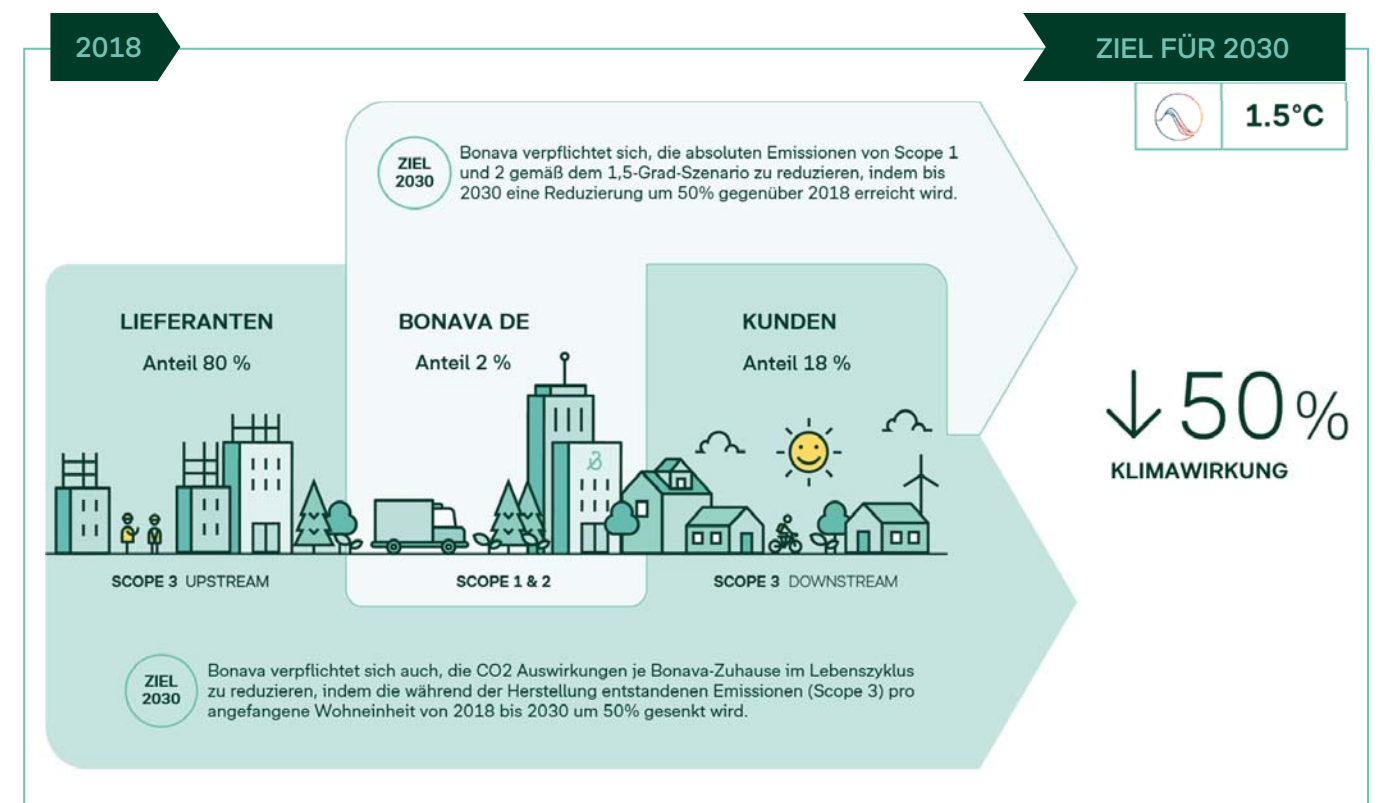 2018
ZIEL FÜR 2030
1.5°C
ZIEL
2030
Bonava verpflichtet sich, die absoluten Emissionen von Scope 1
und 2 gemäß dem 1,5-Grad-Szenario zu reduzieren, indem bis
2030 eine Reduzierung um 50% gegenüber 2018 erreicht wird.
LIEFERANTEN
Anteil 80 %
BONAVA DE
Anteil 2 %
KUNDEN
Anteil 18 %
50 %
KLIMAWIRKUNG
SCOPE 3 UPSTREAM
SCOPE 1 & 2
SCOPE 3 DOWNSTREAM
ZIEL
2030
Bonava verpflichtet sich auch, die CO2 Auswirkungen je Bonava-Zuhause im Lebenszyklus
zu reduzieren, indem die während der Herstellung entstandenen Emissionen (Scope 3) pro
angefangene Wohneinheit von 2018 bis 2030 um 50% gesenkt wird.